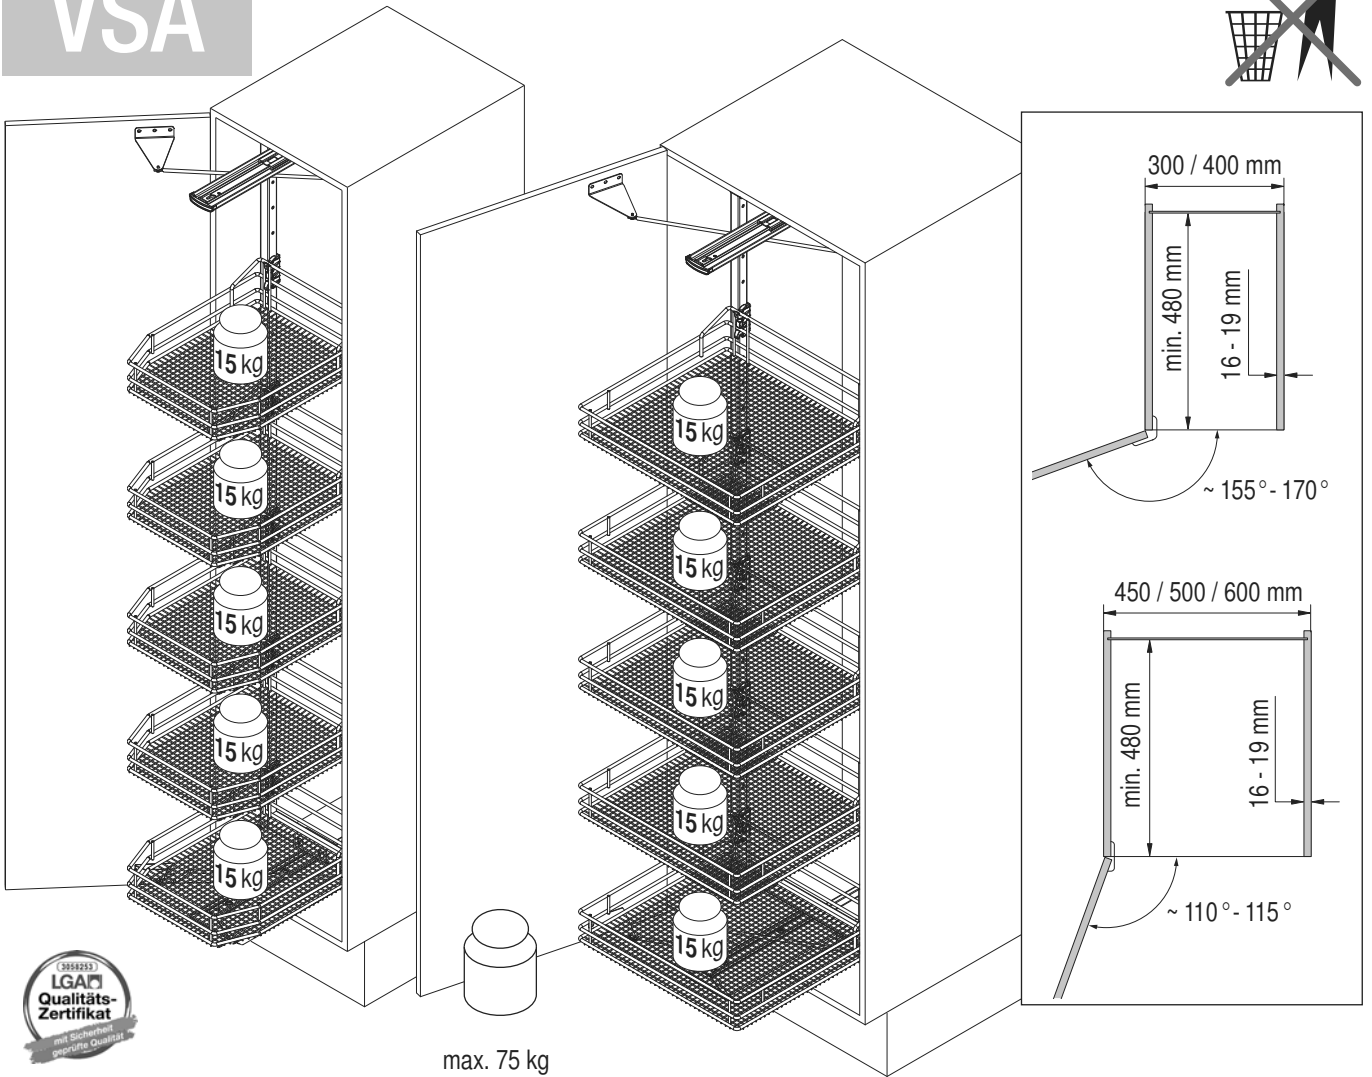 VSA
300 / 400 mm
min. 480 mm
16 - 19 mm
~ 155° - 170°
450 / 500 / 600 mm
min. 480 mm
16 - 19 mm
~ 110° - 115°
15 kg
15 kg
15 kg
15 kg
15 kg
15 kg
15 kg
15 kg
15 kg
15 kg
max. 75 kg
3058253
LGA
Qualitäts-
Zertifikat
mit Sicherheit
geprüfte Qualität